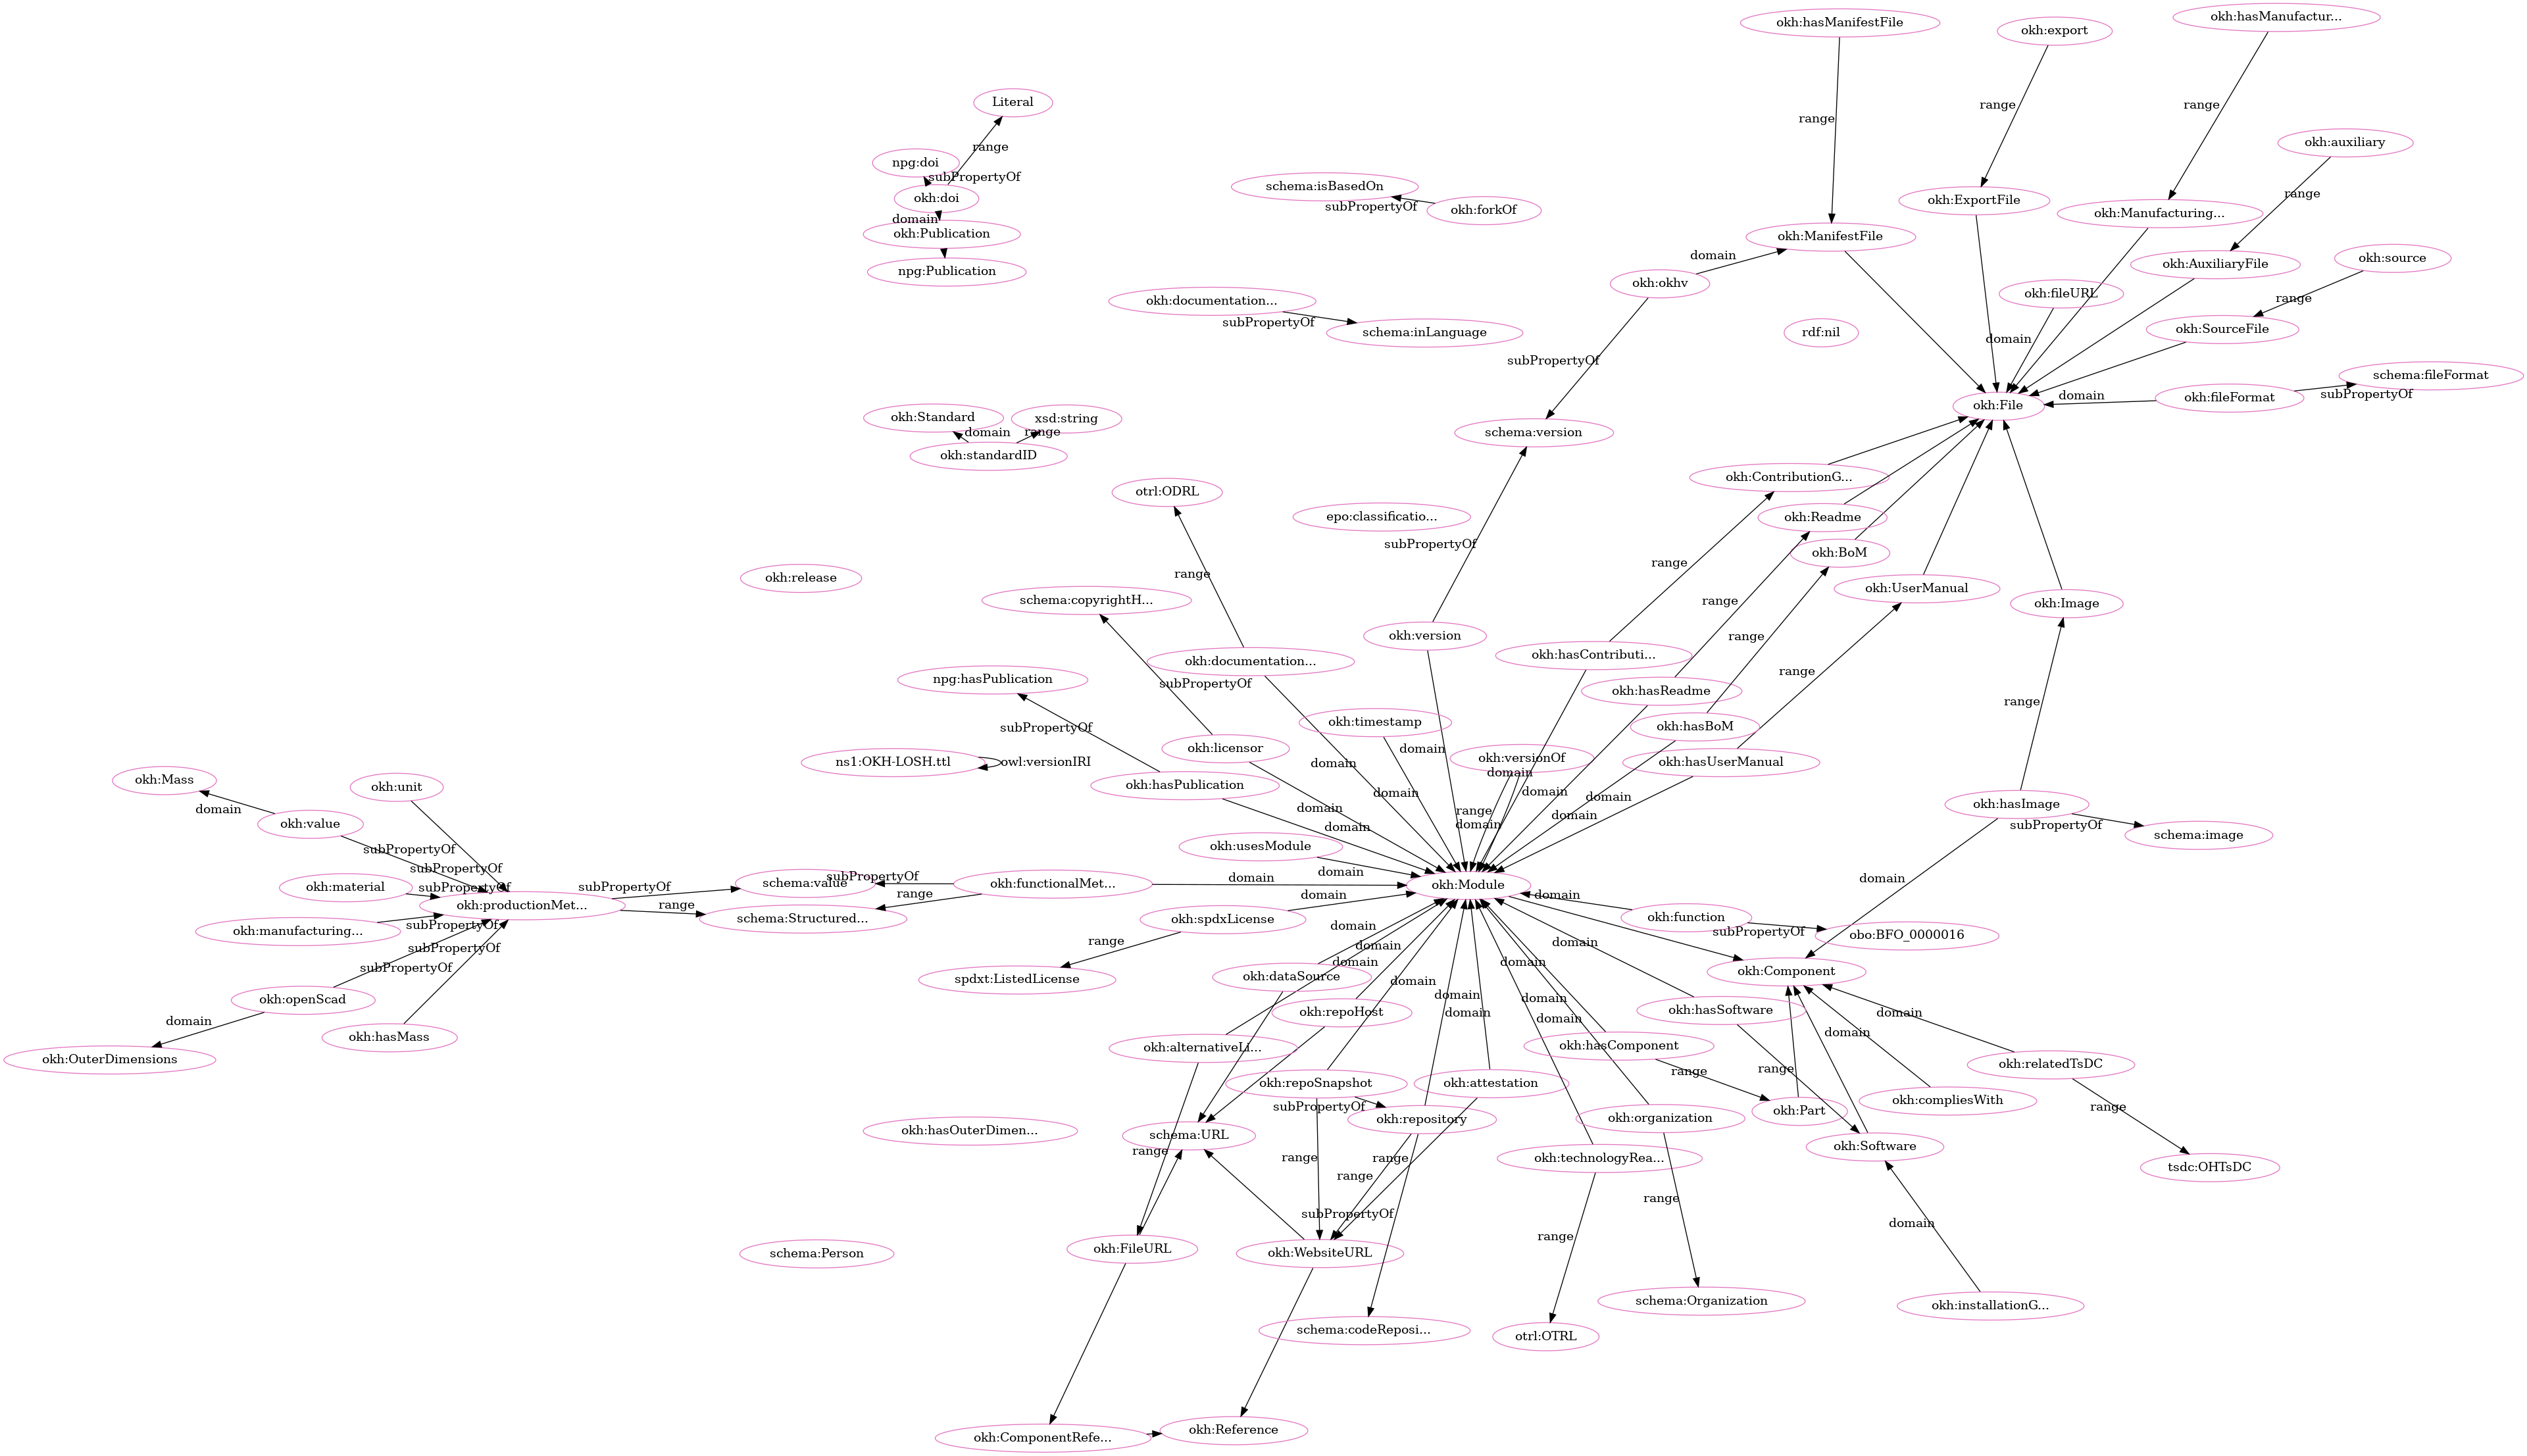 okh:hasManufactur...
okh:hasManifestFile
okh:export
Literal
range
range
range
okh:auxiliary
range
npg:doi
subPropertyOf
schema:isBasedOn
range
okh:doi
subPropertyOf
okh:forkOf
okh:ExportFile
okh:Manufacturing...
domain
okh:Publication
okh:ManifestFile
domain
okh:source
okh:AuxiliaryFile
npg:Publication
range
okh:okhv
okh:fileURL
okh:documentation...
subPropertyOf
schema:inLanguage
rdf:nil
okh:SourceFile
domain
subPropertyOf
schema:fileFormat
okh:fileFormat
domain
subPropertyOf
okh:File
okh:Standard
xsd:string
domain
range
schema:version
okh:standardID
okh:ContributionG...
otrl:ODRL
epo:classificatio...
okh:Readme
subPropertyOf
okh:BoM
range
range
okh:release
okh:UserManual
schema:copyrightH...
range
okh:Image
okh:version
range
okh:documentation...
okh:hasContributi...
npg:hasPublication
subPropertyOf
range
okh:hasReadme
range
subPropertyOf
okh:timestamp
okh:hasBoM
okh:licensor
domain
okh:versionOf
ns1:OKH-LOSH.ttl
owl:versionIRI
domain
okh:hasUserManual
okh:Mass
okh:unit
okh:hasPublication
domain
domain
domain
domain
okh:hasImage
domain
domain
range
domain
okh:value
domain
domain
subPropertyOf
schema:image
subPropertyOf
okh:usesModule
subPropertyOf
domain
subPropertyOf
okh:material
subPropertyOf
subPropertyOf
schema:value
okh:functionalMet...
domain
okh:Module
domain
domain
range
domain
okh:productionMet...
range
schema:Structured...
okh:spdxLicense
okh:function
domain
subPropertyOf
okh:manufacturing...
subPropertyOf
subPropertyOf
range
domain
domain
obo:BFO_0000016
subPropertyOf
spdxt:ListedLicense
okh:dataSource
domain
domain
domain
okh:Component
okh:openScad
domain
domain
domain
okh:hasSoftware
domain
okh:repoHost
domain
domain
domain
okh:hasMass
okh:alternativeLi...
okh:hasComponent
okh:OuterDimensions
okh:relatedTsDC
range
range
okh:repoSnapshot
okh:attestation
okh:compliesWith
subPropertyOf
okh:Part
range
okh:repository
okh:organization
okh:hasOuterDimen...
schema:URL
okh:Software
range
range
range
okh:technologyRea...
tsdc:OHTsDC
range
range
subPropertyOf
domain
range
okh:FileURL
okh:WebsiteURL
schema:Person
schema:Organization
okh:installationG...
schema:codeReposi...
otrl:OTRL
okh:Reference
okh:ComponentRefe...